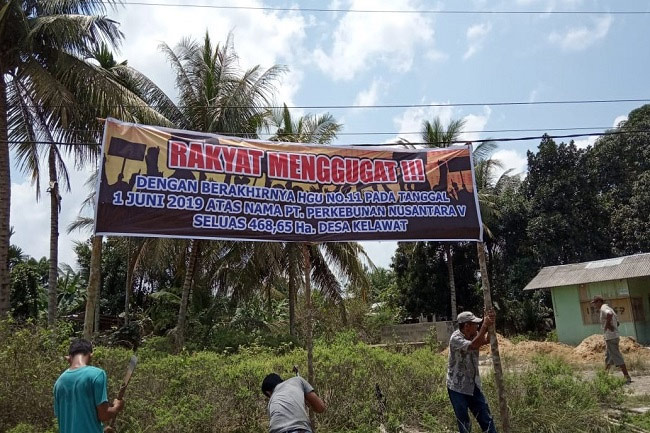 RAKYAT MENGGUGAT !!!
DENGAN BERAKHIRNYA HGU NO.11 PADA TANGGAL
1 JUNI 2019 ATAS NAMA PT. PERKEBUNAN NUSANTARA V
SELUAS 468,65 Ha. DESA KELAWAT